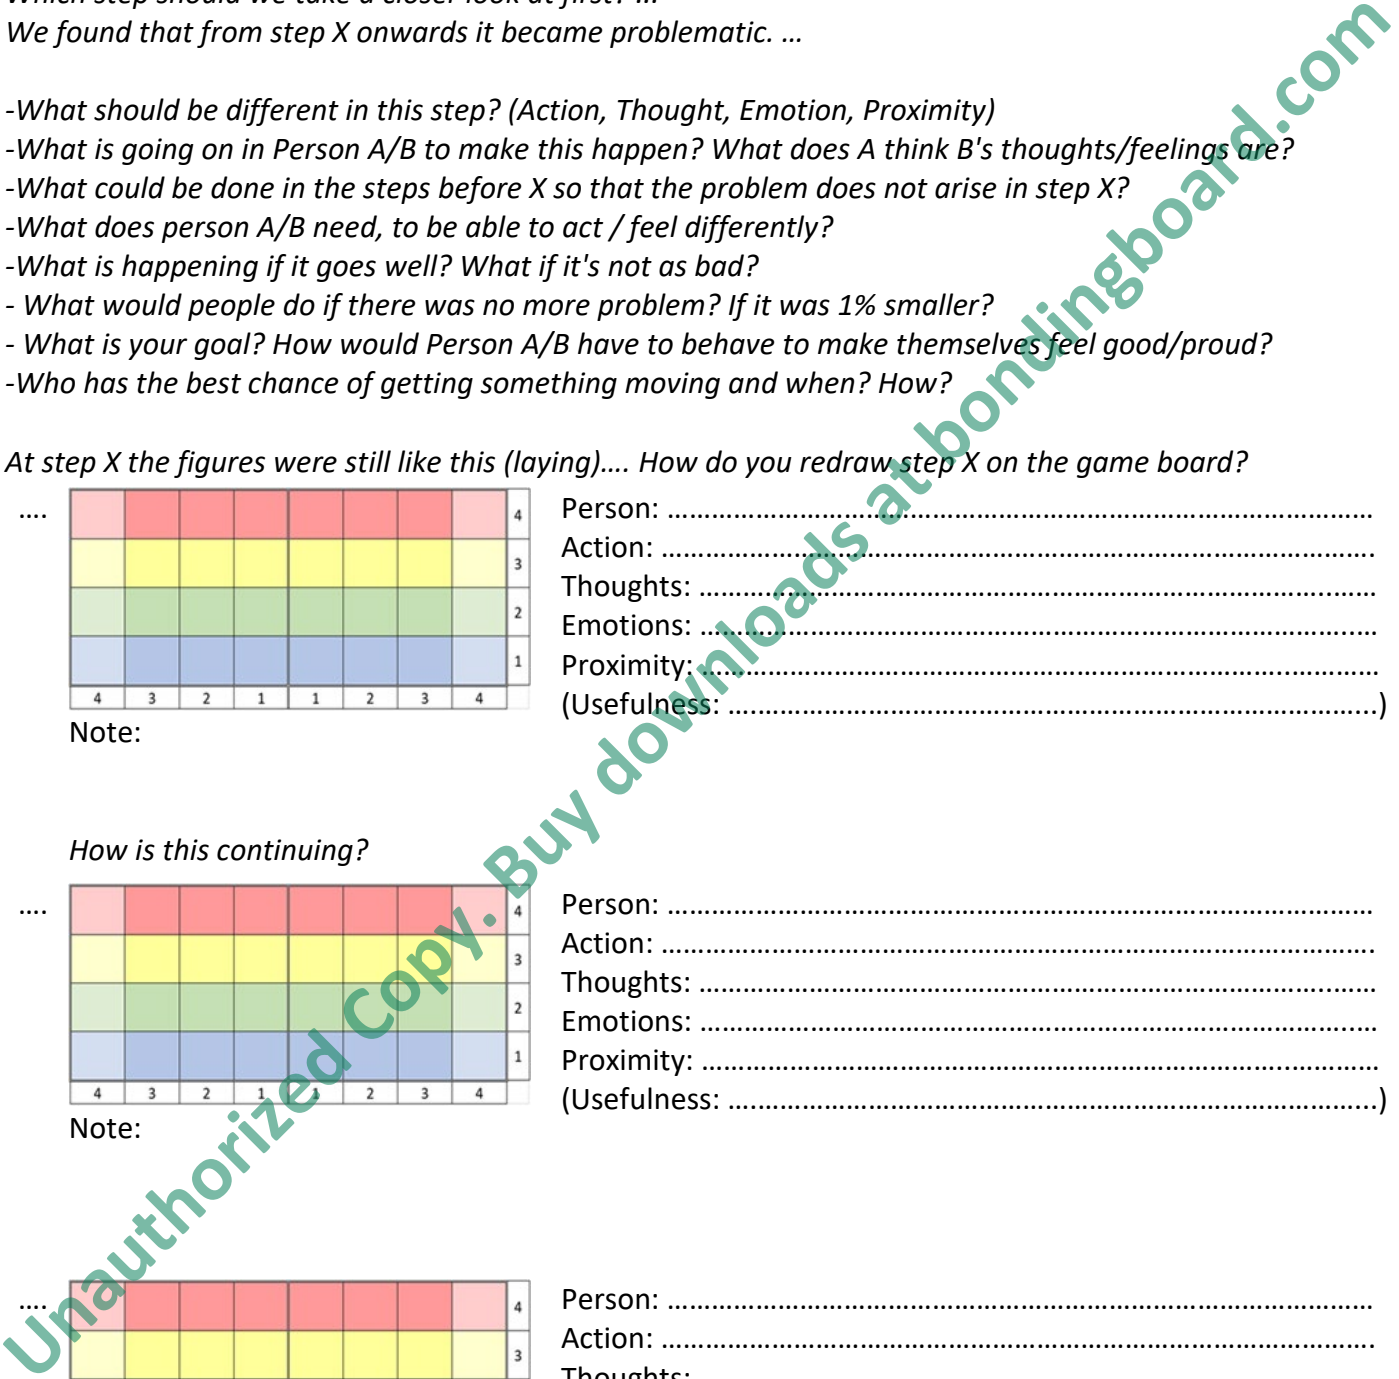 Which step should we take a closer look at first? ...
We found that from step X onwards it became problematic. …
-What should be different in this step? (Action, Thought, Emotion, Proximity)
-What is going on in Person A/B to make this happen? What does A think B's thoughts/feelings are?
-What could be done in the steps before X so that the problem does not arise in step X?
-What does person A/B need, to be able to act / feel differently?
-What is happening if it goes well? What if it's not as bad?
- What would people do if there was no more problem? If it was 1% smaller?
- What is your goal? How would Person A/B have to behave to make themselves feel good/proud?
-Who has the best chance of getting something moving and when? How?
At step X the figures were still like this (laying)…. How do you redraw step X on the game board?
….
4
3
2
1
4 3 2 1 1 2 3 4
Note:
Person: ……………………………………………………………………………
Action: ……………………………………………………………………………
Thoughts: …………………………………………………………………………
Emotions: …………………………………………………………………………
Proximity: …………………………………………………………………………
(Usefulness: ………………………………………………………………………)
How is this continuing?
….
4
3
2
1
4 3 2 1 1 2 3 4
Note:
Person: ……………………………………………………………………………
Action: ……………………………………………………………………………
Thoughts: …………………………………………………………………………
Emotions: …………………………………………………………………………
Proximity: …………………………………………………………………………
(Usefulness: ………………………………………………………………………)
….
4
3
Person: ……………………………………………………………………………
Action: ……………………………………………………………………………
Thoughts:
Unauthorized Copy. Buy downloads at bondingboard.com